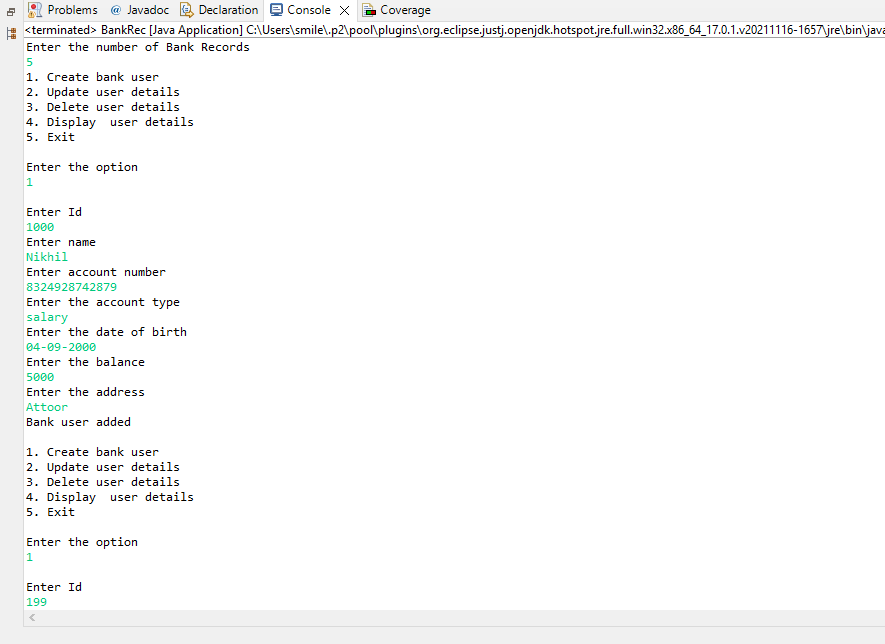 Problems @ Javadoc Declaration Console Coverage
<terminated> BankRec [Java Application] C:\Users\smile\.p2\pool\plugins\org.eclipse.justj.openjdk.hotspot.jre.full.win32.x86_64_17.0.1.v20211116-1657\jre\bin\java
Enter the number of Bank Records
5
1. Create bank user
2. Update user details
3. Delete user details
4. Display  user details
5. Exit
Enter the option
1
Enter Id
1000
Enter name
Nikhil
Enter account number
8324928742879
Enter the account type
salary
Enter the date of birth
04-09-2000
Enter the balance
5000
Enter the address
Attoor
Bank user added
1. Create bank user
2. Update user details
3. Delete user details
4. Display  user details
5. Exit
Enter the option
1
Enter Id
199